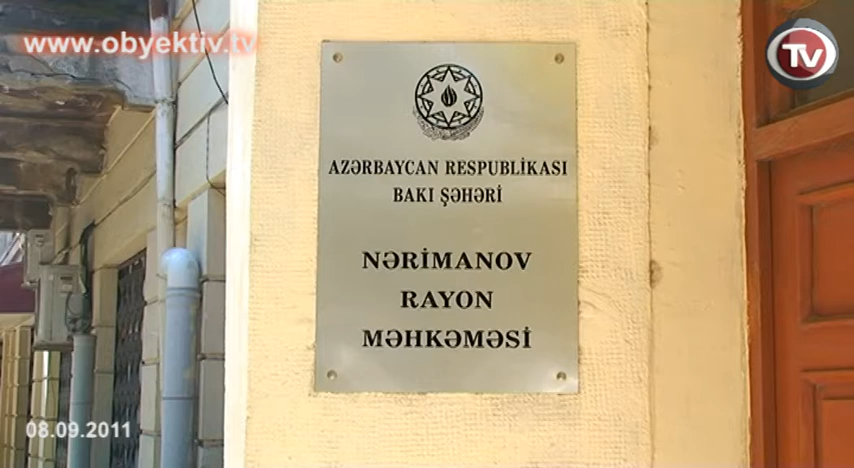 www.obyektiv.tv
TV
AZƏRBAYCAN RESPUBLİKASI
BAKI ŞƏHƏRİ
NƏRİMANOV
RAYON
MƏHKƏMƏSİ
08.09.2011